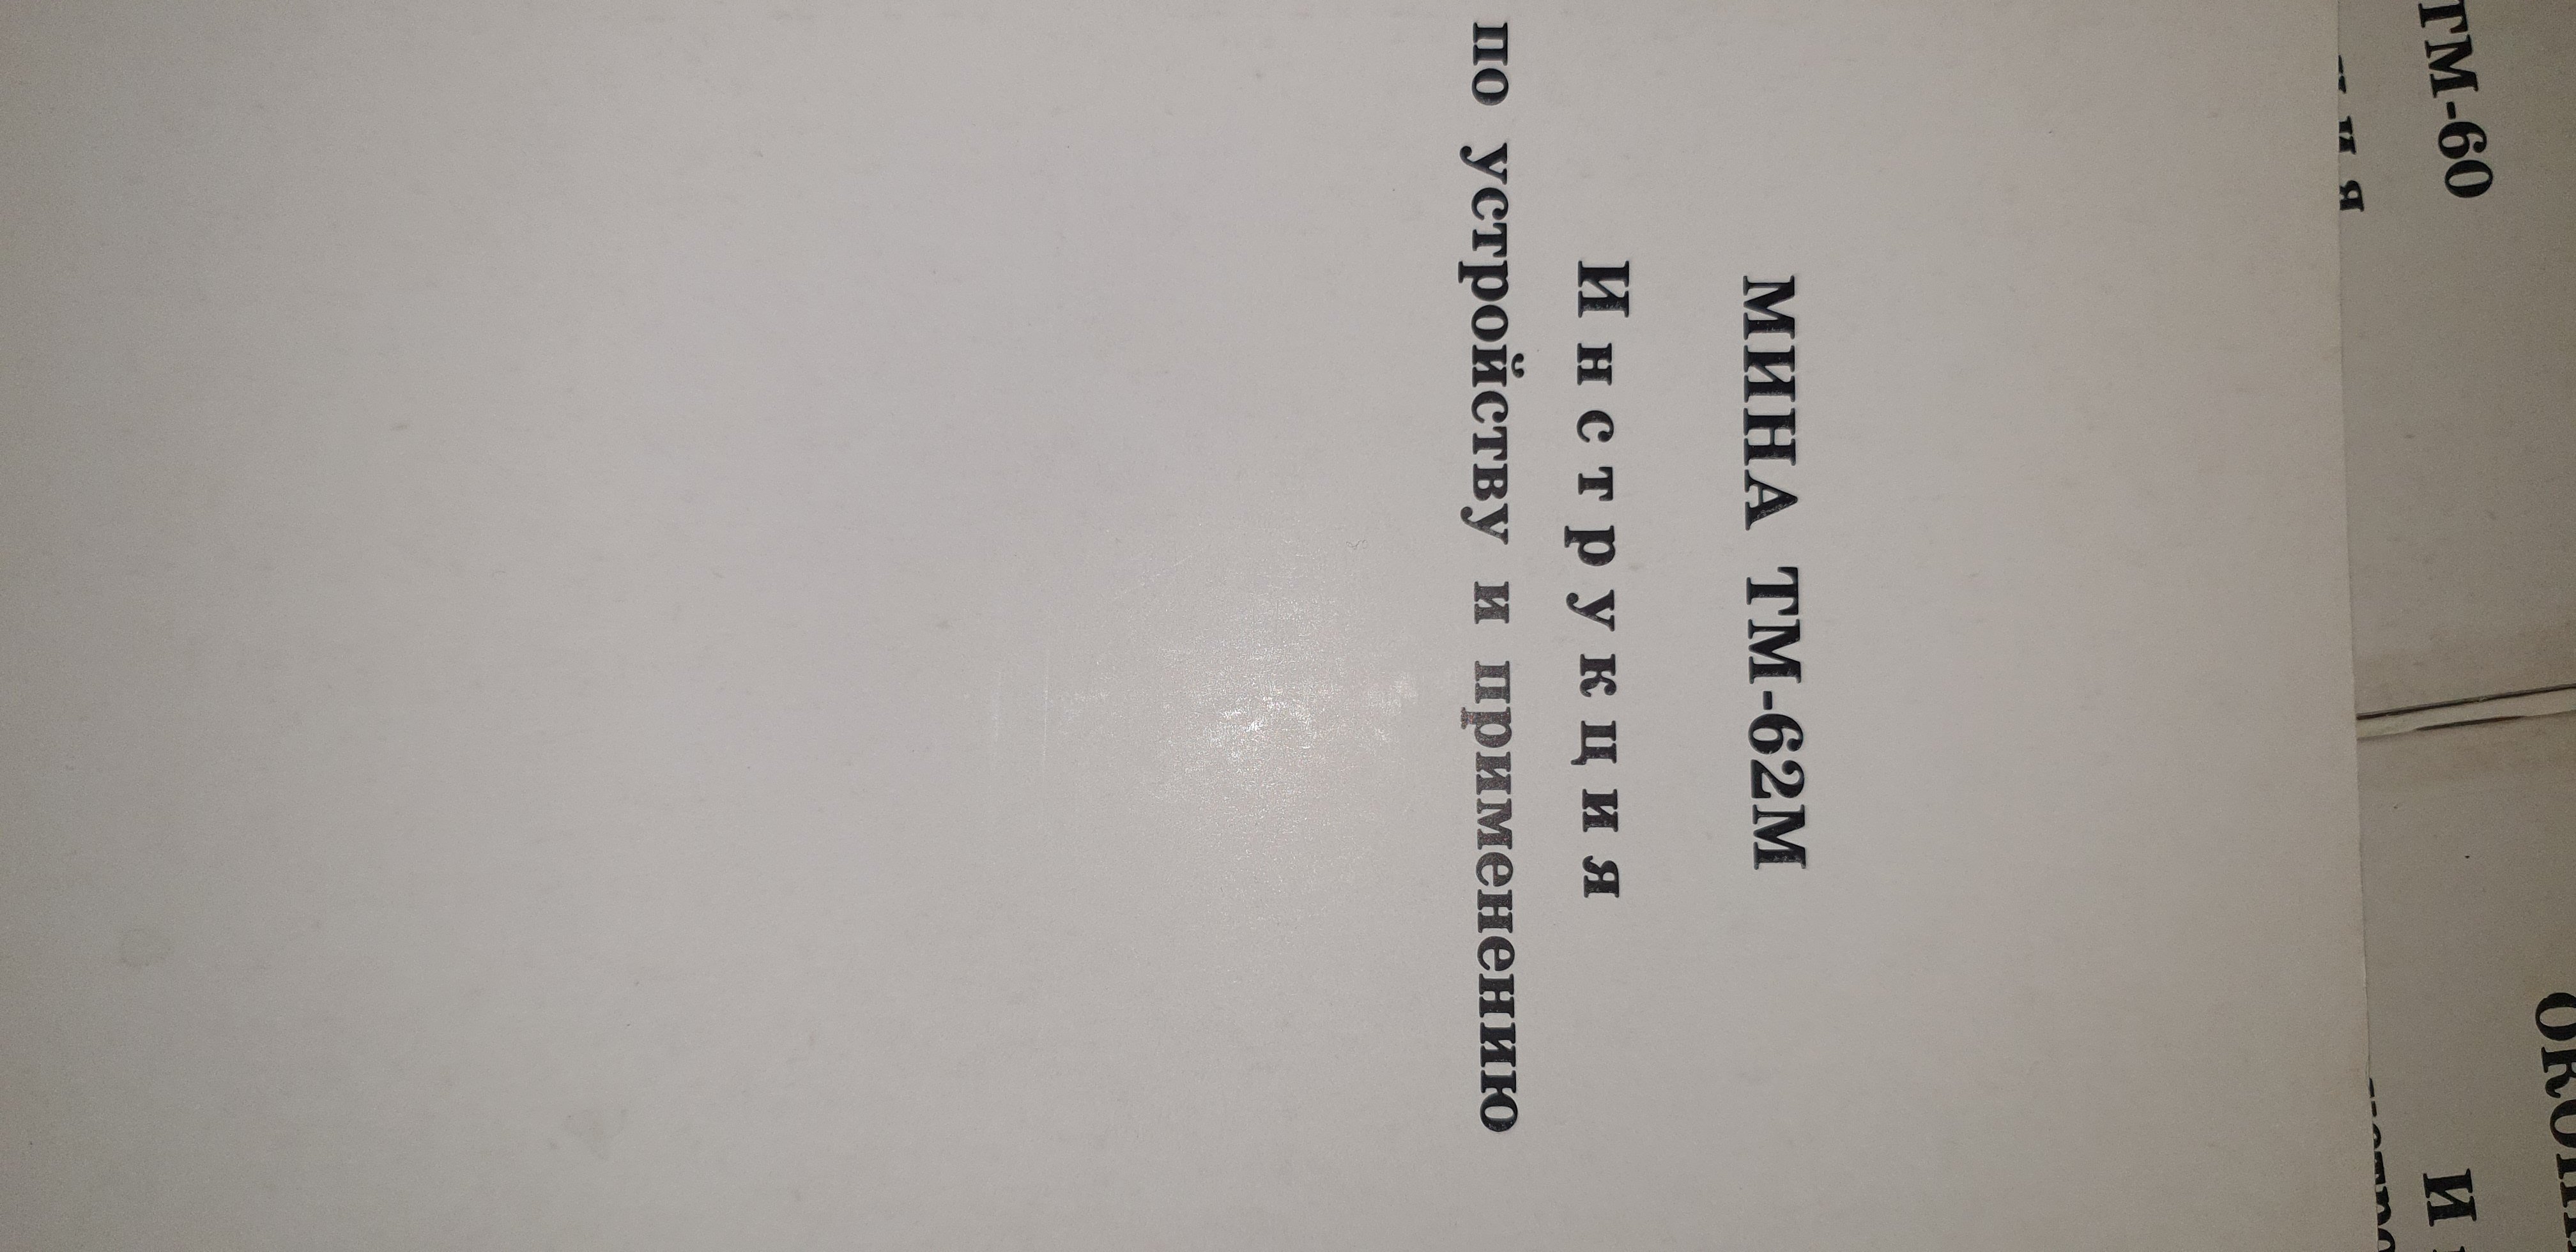 МИНА ТМ-62М
Инструкция
по устройству и применению
ТМ-60